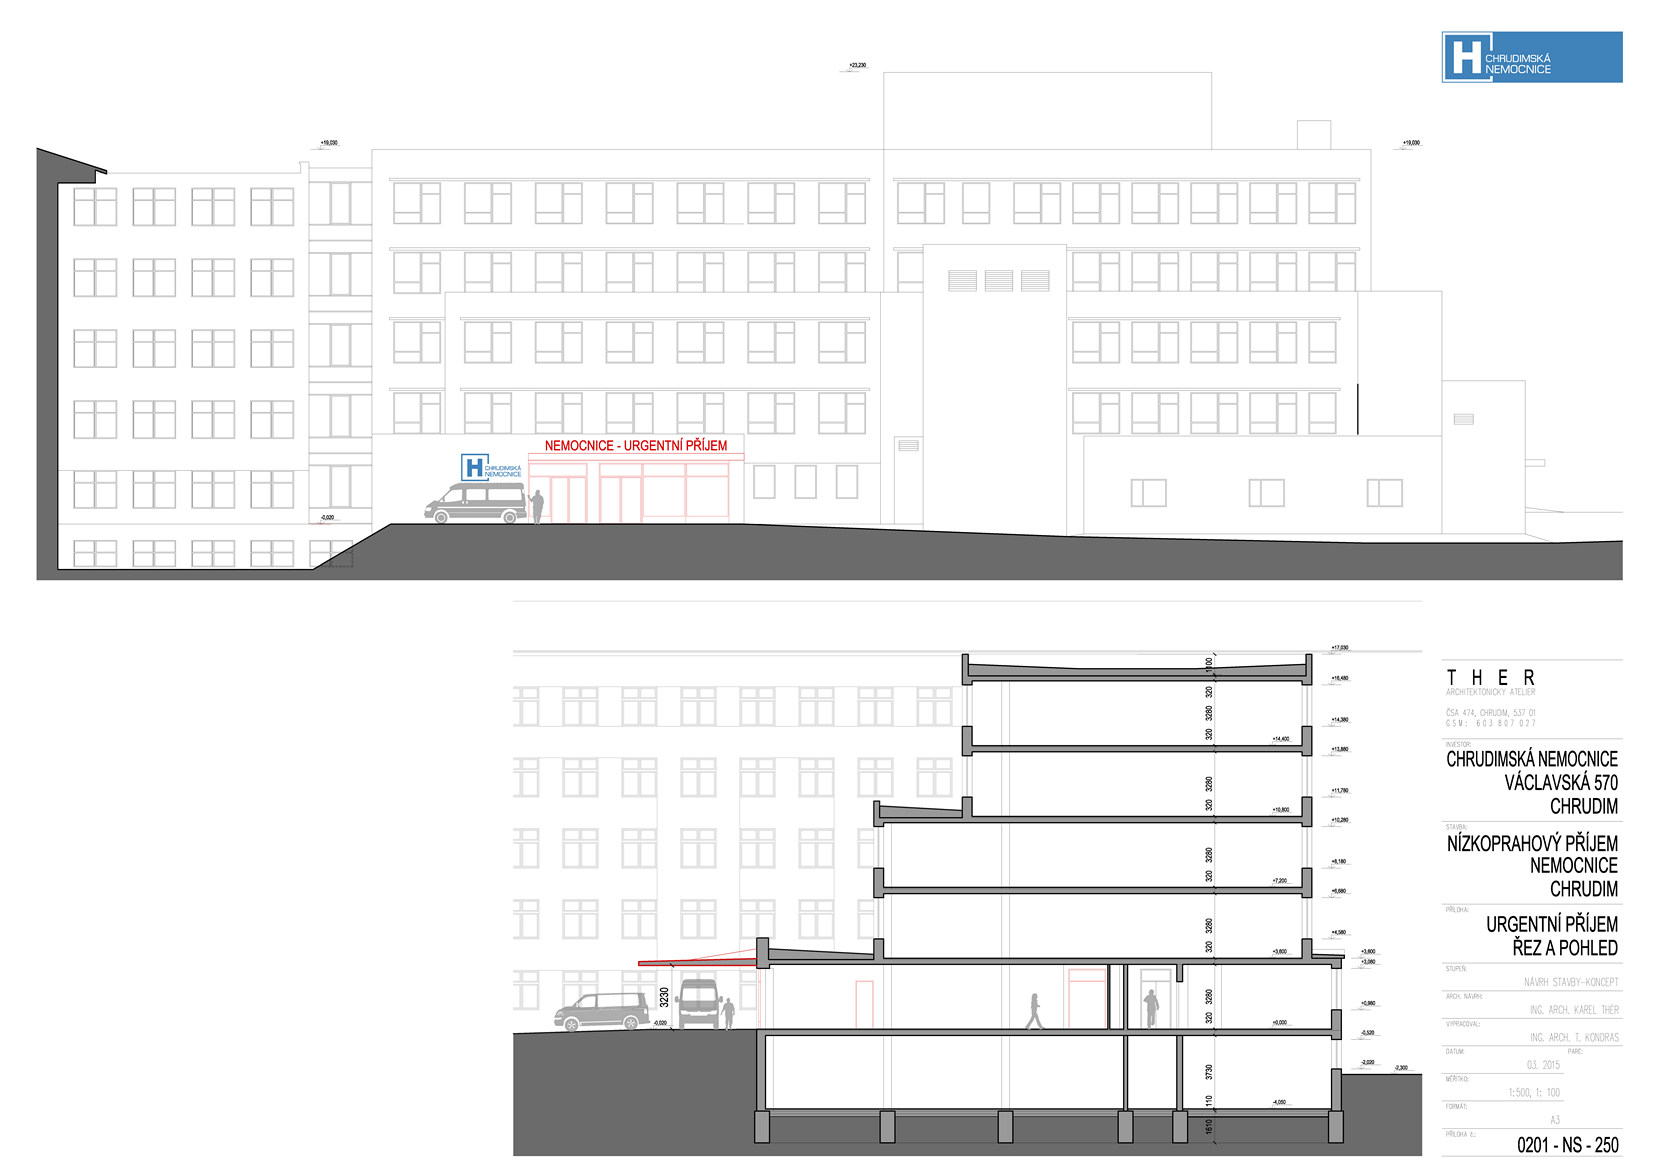 CHRUDIMSKÁ
NEMOCNICE
+23,230
+19,030
+19,030
NEMOCNICE - URGENTNÍ PŘÍJEM
CHRUDIMSKÁ
NEMOCNICE
-0,020
+17,030
1100
+16,480
320
3280
+14,380
320
+14,400
+13,880
3280
+11,780
320
+10,800
+10,280
3280
+8,180
320
+7,200
+6,680
3280
+4,580
320
+3,600
+3,600
+3,080
3230
3280
+0,980
320
-0,020
±0,000
-0,520
-2,020
-2,300
3730
110
-4,050
1610
THER
ARCHITEKTONICKÝ ATELIER
ČSA 474, CHRUDIM, 537 01
GSM: 603 807 027
INVESTOR:
CHRUDIMSKÁ NEMOCNICE
VÁCLAVSKÁ 570
CHRUDIM
STAVBA:
NÍZKOPRAHOVÝ PŘÍJEM
NEMOCNICE
CHRUDIM
PŘÍLOHA:
URGENTNÍ PŘÍJEM
ŘEZ A POHLED
STUPEŇ:
NÁVRH STAVBY-KONCEPT
ARCH. NÁVRH:
ING. ARCH. KAREL THÉR
VYPRACOVAL:
ING. ARCH. T. KONDRAS
DATUM: PARÉ:
03. 2015
MĚŘÍTKO:
1:500, 1: 100
FORMÁT:
A3
PŘÍLOHA č.:
0201 - NS - 250